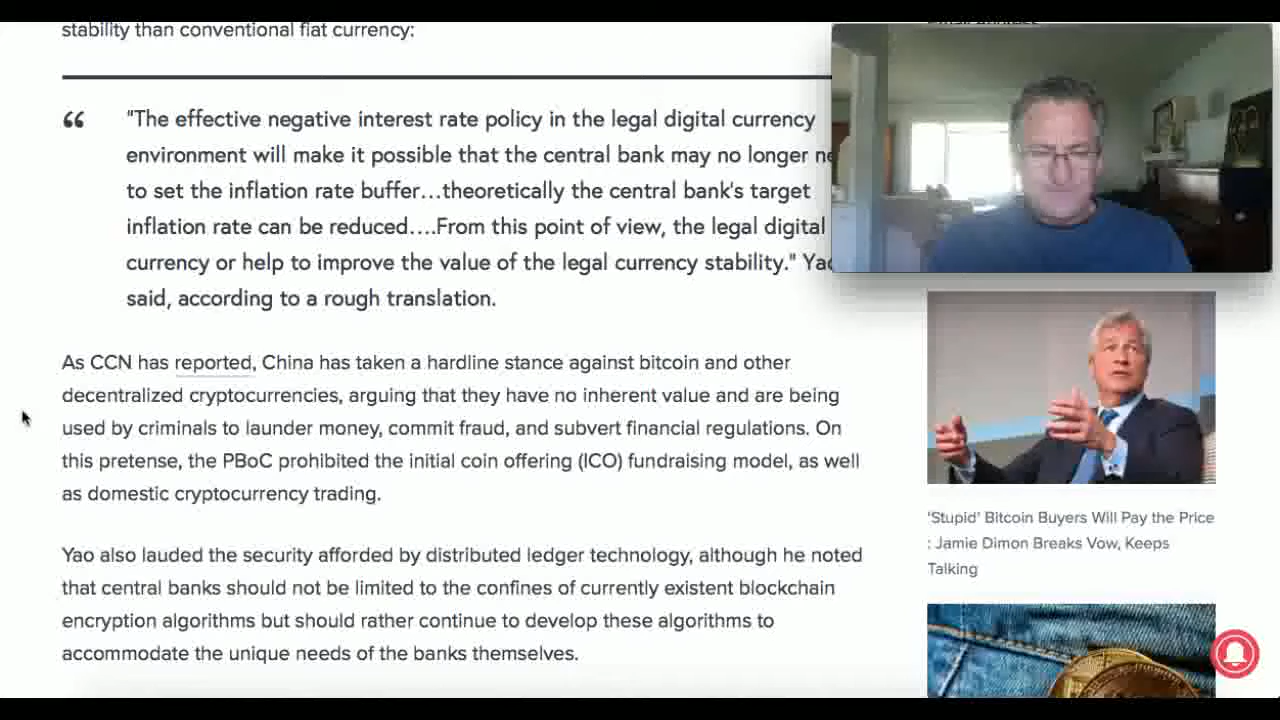 stability than conventional fiat currency:
“
"The effective negative interest rate policy in the legal digital currency
environment will make it possible that the central bank may no longer
to set the inflation rate buffer…theoretically the central bank's target
inflation rate can be reduced….From this point of view, the legal digital
currency or help to improve the value of the legal currency stability." Yao
said, according to a rough translation.
As CCN has reported, China has taken a hardline stance against bitcoin and other
decentralized cryptocurrencies, arguing that they have no inherent value and are being
used by criminals to launder money, commit fraud, and subvert financial regulations. On
this pretense, the PBoC prohibited the initial coin offering (ICO) fundraising model, as well
as domestic cryptocurrency trading.
Yao also lauded the security afforded by distributed ledger technology, although he noted
that central banks should not be limited to the confines of currently existent blockchain
encryption algorithms but should rather continue to develop these algorithms to
accommodate the unique needs of the banks themselves.
'Stupid' Bitcoin Buyers Will Pay the Price
: Jamie Dimon Breaks Vow, Keeps
Talking